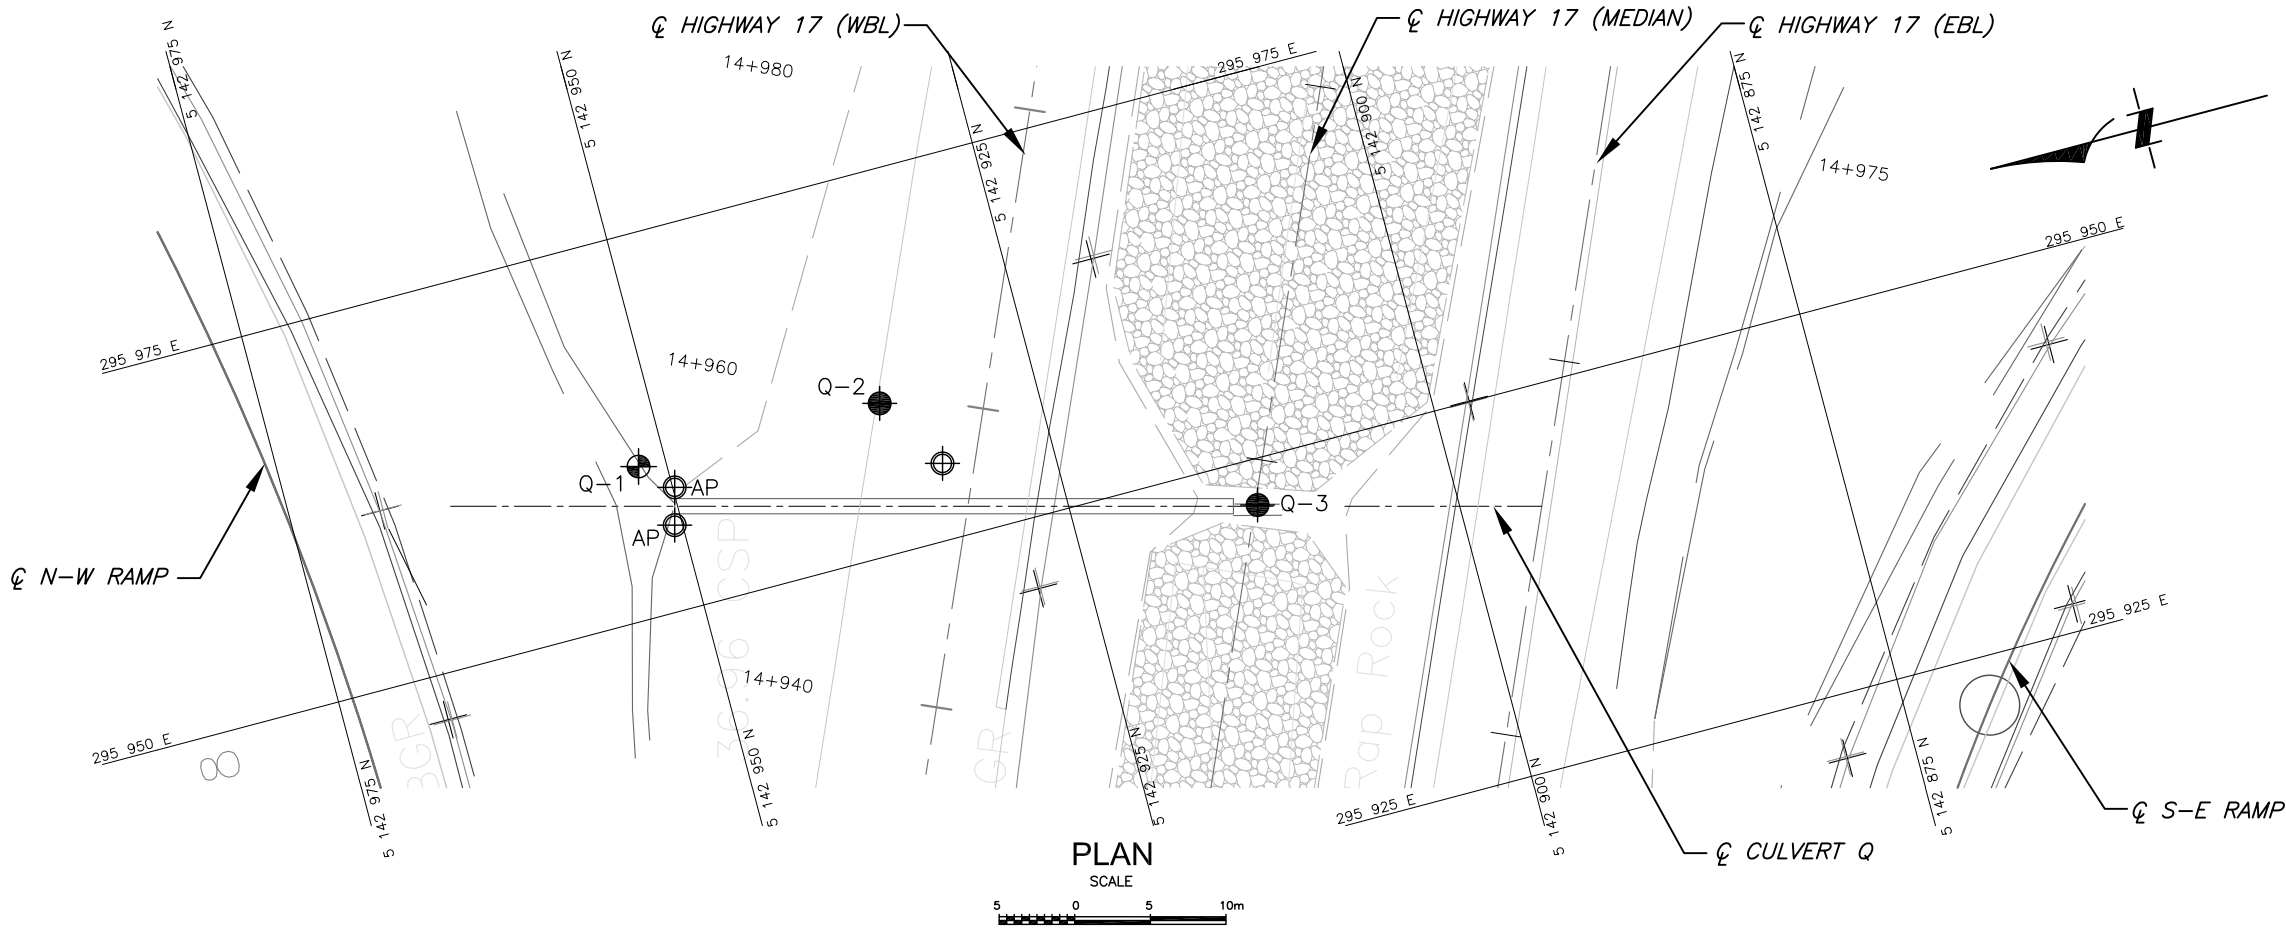 ℄ HIGHWAY 17 (WBL)
℄ HIGHWAY 17 (MEDIAN)
℄ HIGHWAY 17 (EBL)
5 142 975 N
5 142 950 N
5 142 925 N
5 142 900 N
5 142 875 N
14+980
295 975 E
14+975
N
295 950 E
295 975 E
14+960
Q-2
Q-1
AP
Q-3
AP
36.96 CSP
℄ N-W RAMP
Rap Rock
295 925 E
14+940
295 950 E
8
BGR
GR
5 142 975 N
5 142 950 N
5 142 925 N
295 925 E
5 142 900 N
5 142 875 N
℄ S-E RAMP
℄ CULVERT Q
PLAN
SCALE
5 0 5 10m